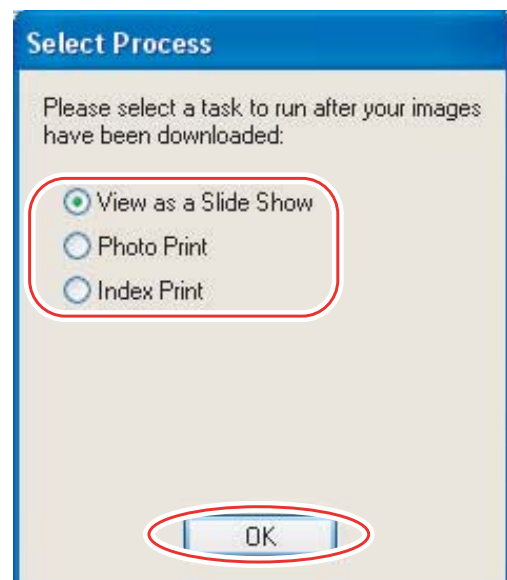 Select Process
Please select a task to run after your images
have been downloaded:
View as a Slide Show
Photo Print
Index Print
OK